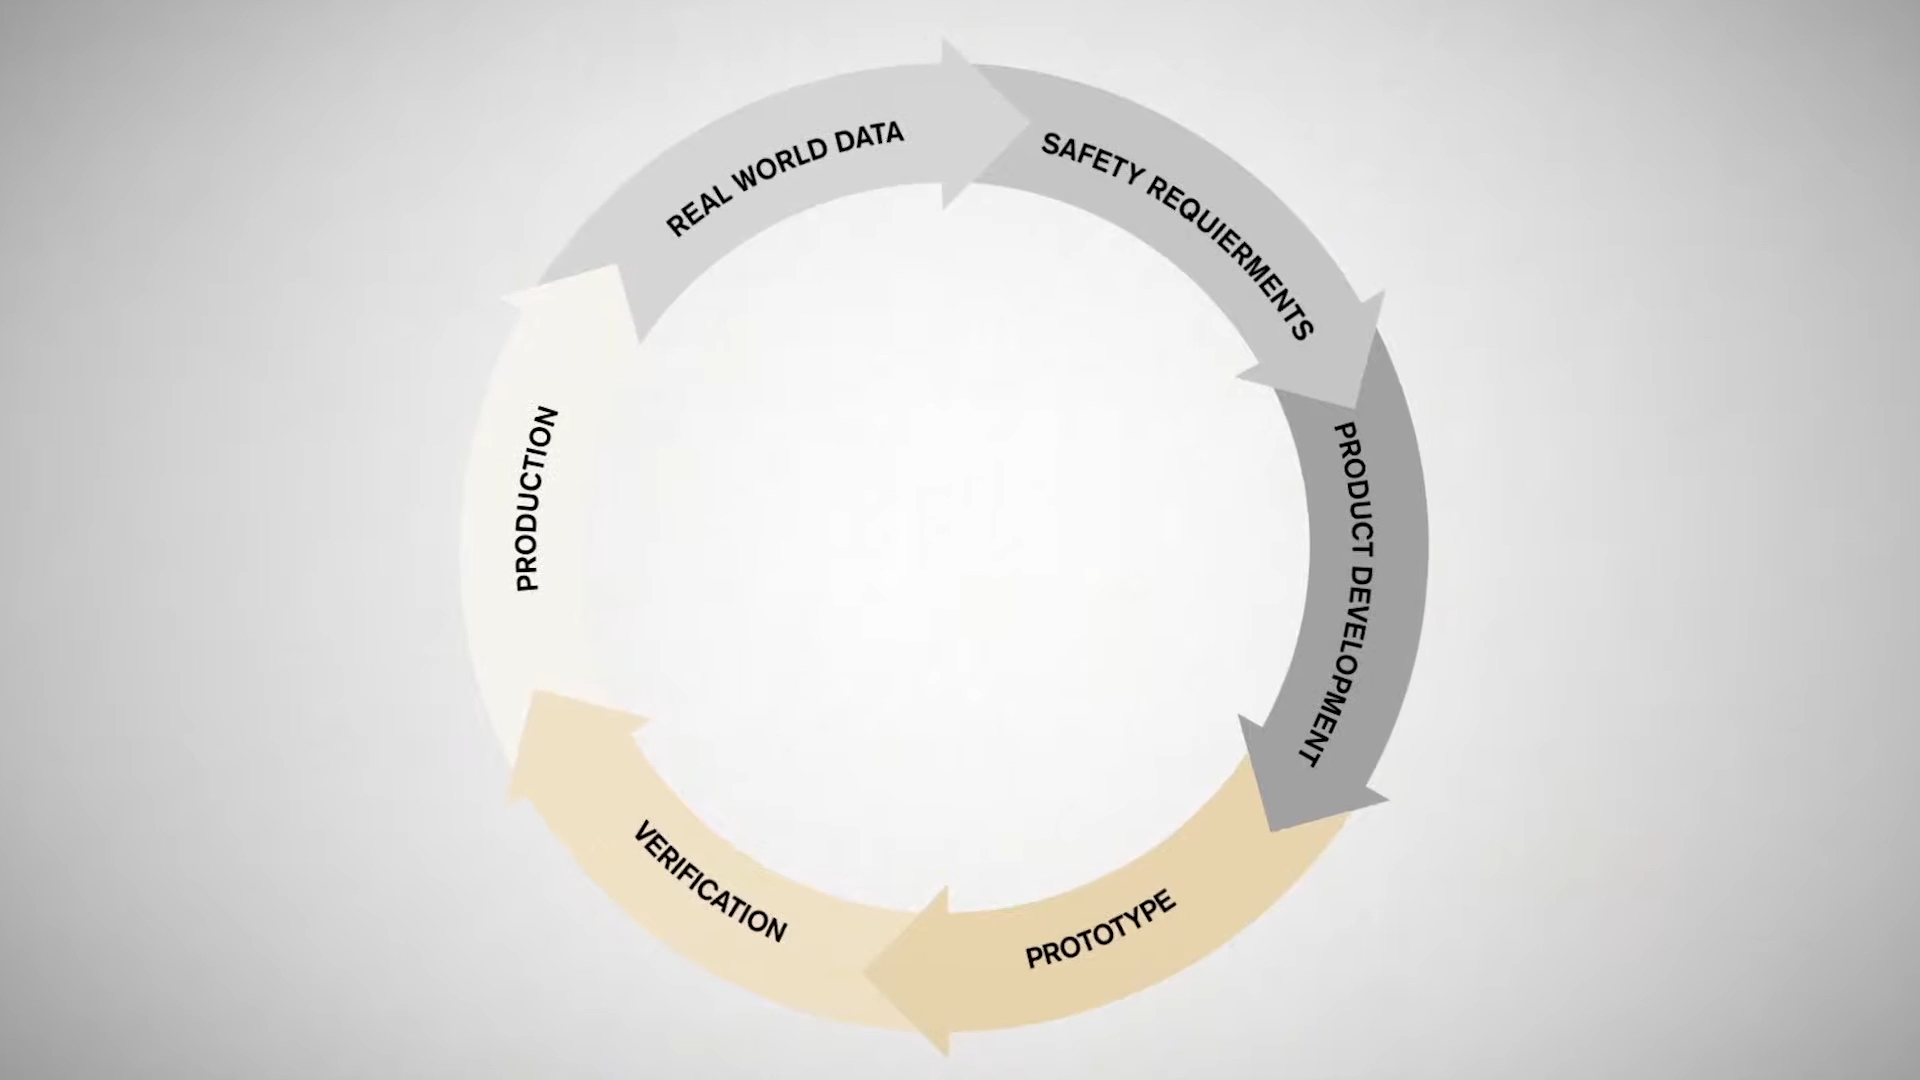 REAL WORLD DATA
SAFETY REQUIERMENTS
PRODUCT DEVELOPMENT
PROTOTYPE
VERIFICATION
PRODUCTION